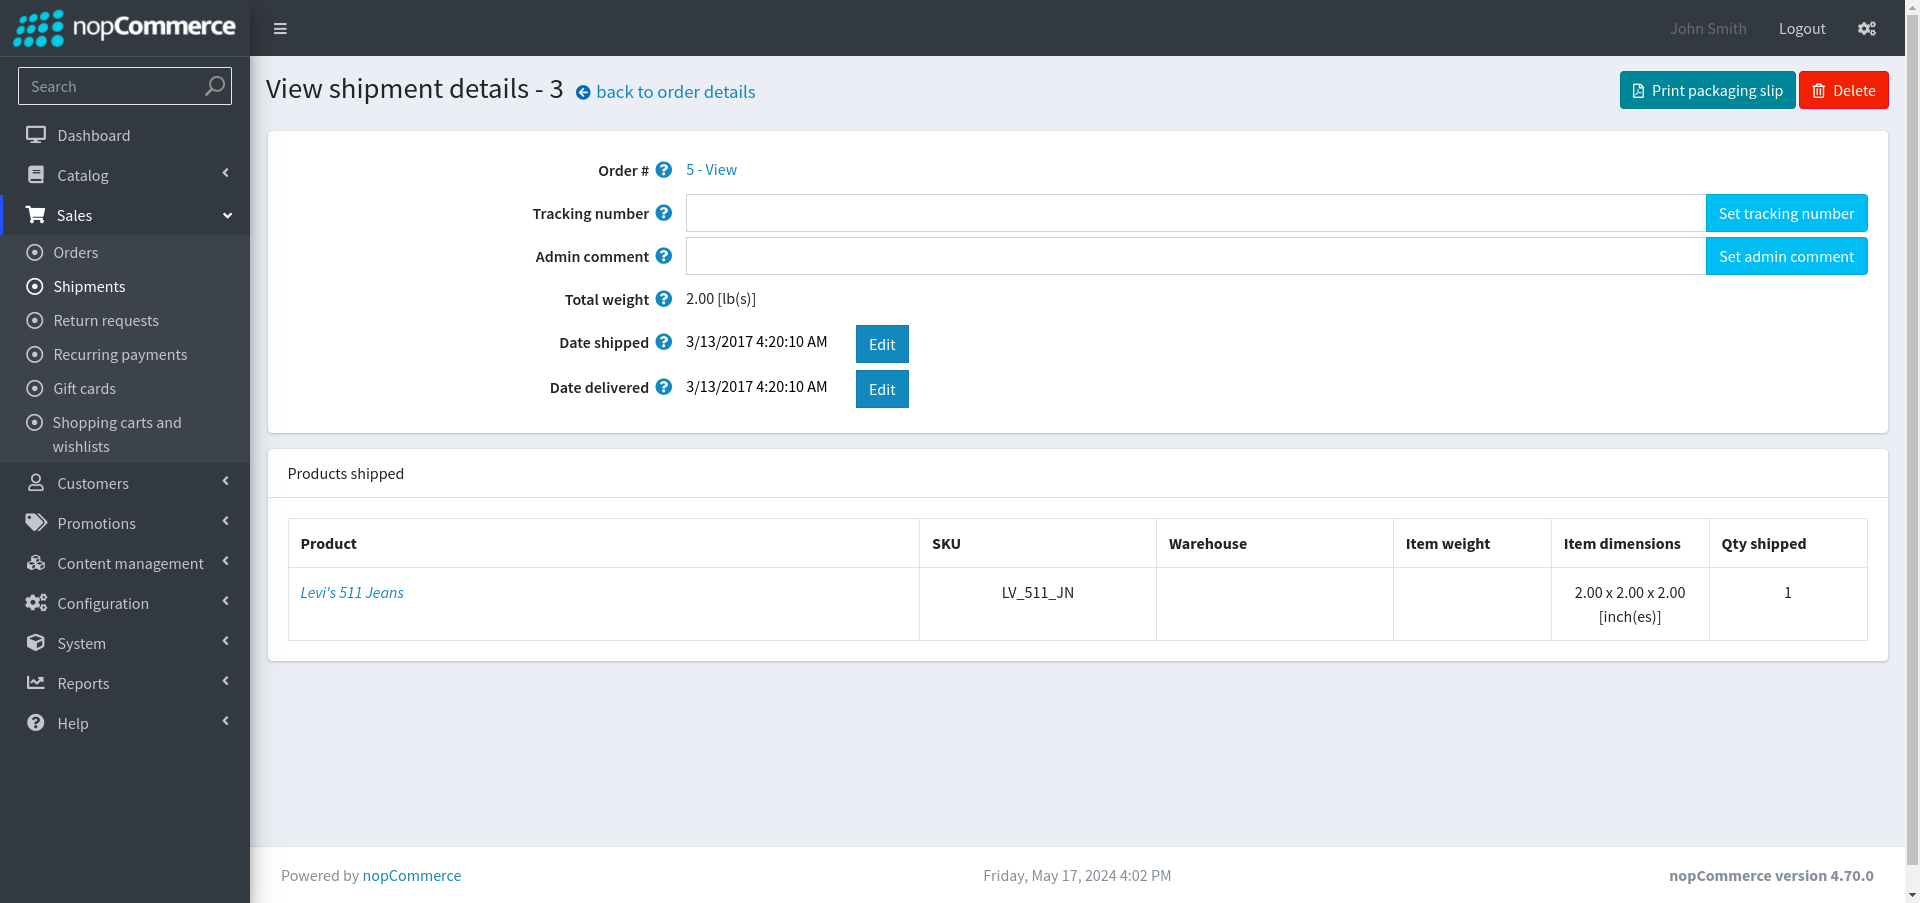 nopCommerce
John Smith
Logout
Search
Dashboard
Catalog
Sales
Orders
Shipments
Return requests
Recurring payments
Gift cards
Shopping carts and
wishlists
Customers
Promotions
Content management
Configuration
System
Reports
Help
View shipment details - 3 back to order details
Print packaging slip
Delete
Order # ? 5 - View
Tracking number ? Set tracking number
Admin comment ? Set admin comment
Total weight ? 2.00 [lb(s)]
Date shipped ? 3/13/2017 4:20:10 AM Edit
Date delivered ? 3/13/2017 4:20:10 AM Edit
Products shipped
Product SKU Warehouse Item weight Item dimensions Qty shipped
Levi's 511 Jeans LV_511_JN 2.00 x 2.00 x 2.00 1
[inch(es)]
Powered by nopCommerce
Friday, May 17, 2024 4:02 PM
nopCommerce version 4.70.0